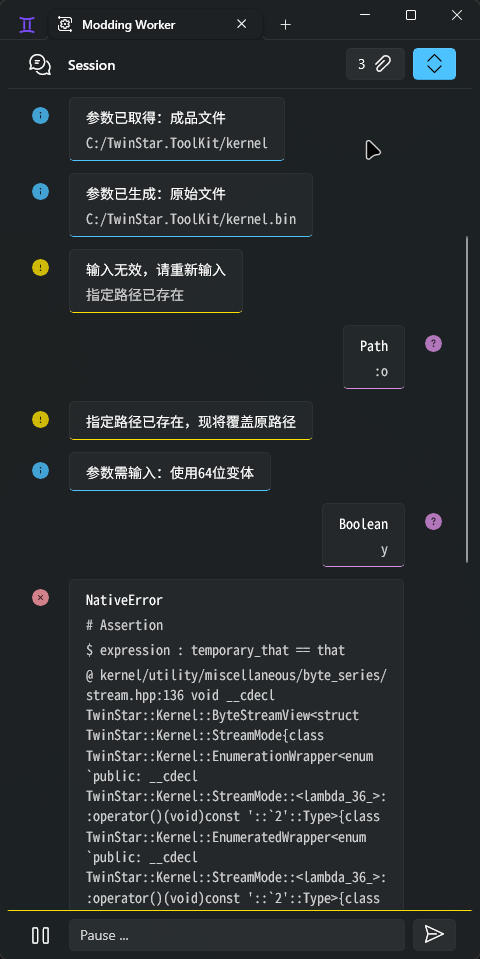 Modding Worker
Session
3
参数已取得：成品文件
C:/TwinStar.ToolKit/kernel
参数已生成：原始文件
C:/TwinStar.ToolKit/kernel.bin
输入无效，请重新输入
指定路径已存在
Path
:o
指定路径已存在，现将覆盖原路径
参数需输入：使用64位变体
Boolean
y
NativeError
# Assertion
$ expression : temporary_that == that
@ kernel/utility/miscellaneous/byte_series/
stream.hpp:136 void __cdecl
TwinStar::Kernel::ByteStreamView<struct
TwinStar::Kernel::StreamMode{class
TwinStar::Kernel::EnumerationWrapper<enum
`public: __cdecl
TwinStar::Kernel::StreamMode::<lambda_36_>:
:operator()(void)const '::`2'::Type>{class
TwinStar::Kernel::EnumeratedWrapper<enum
`public: __cdecl
TwinStar::Kernel::StreamMode::<lambda_36_>:
:operator()(void)const '::`2'::Type>{class
Pause ...